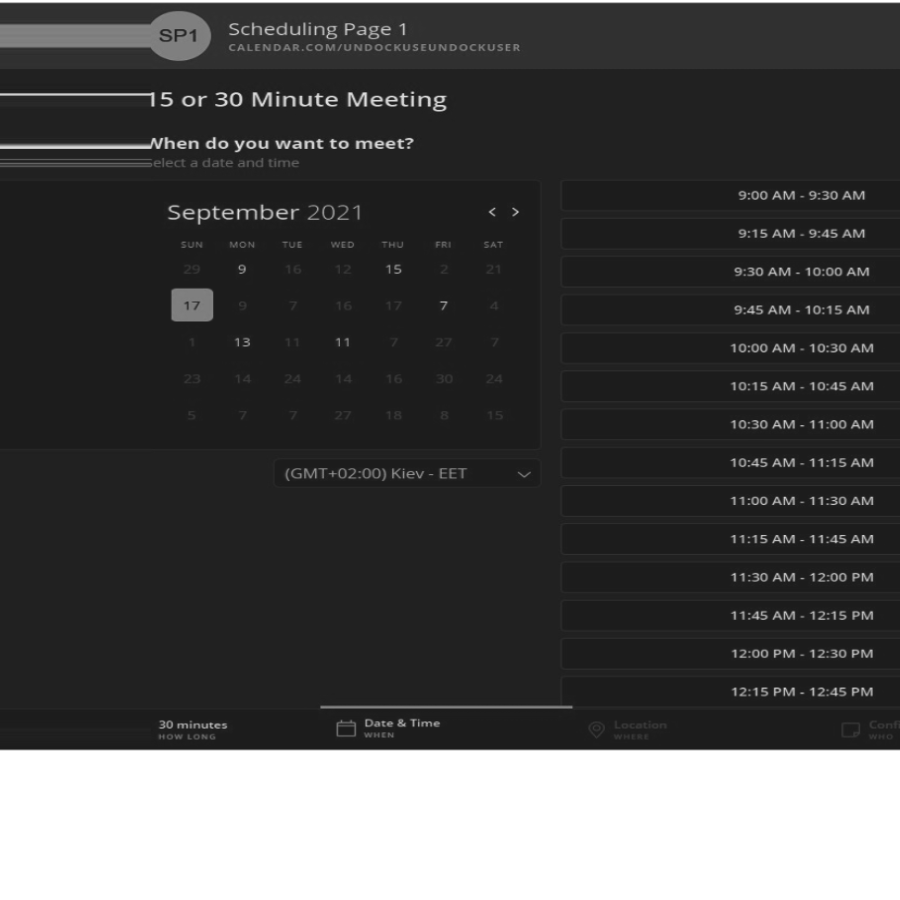 SP1
Scheduling Page 1
CALENDAR.COM/UNDOCKUSEUNDOCKUSER
15 or 30 Minute Meeting
When do you want to meet?
elect a date and time
September 2021 < >
SUN MON TUE WED THU FRI SAT
29 9 16 12 15 2 21
17 9 7 16 17 7 4
1 13 11 11 7 27 7
23 14 24 14 16 30 24
5 7 7 27 18 8 15
(GMT+02:00) Kiev - EET
9:00 AM - 9:30 AM
9:15 AM - 9:45 AM
9:30 AM - 10:00 AM
9:45 AM - 10:15 AM
10:00 AM - 10:30 AM
10:15 AM - 10:45 AM
10:30 AM - 11:00 AM
10:45 AM - 11:15 AM
11:00 AM - 11:30 AM
11:15 AM - 11:45 AM
11:30 AM - 12:00 PM
11:45 AM - 12:15 PM
12:00 PM - 12:30 PM
12:15 PM - 12:45 PM
30 minutes
HOW LONG
Date & Time
WHEN
Location
WHERE
Confi
WHO